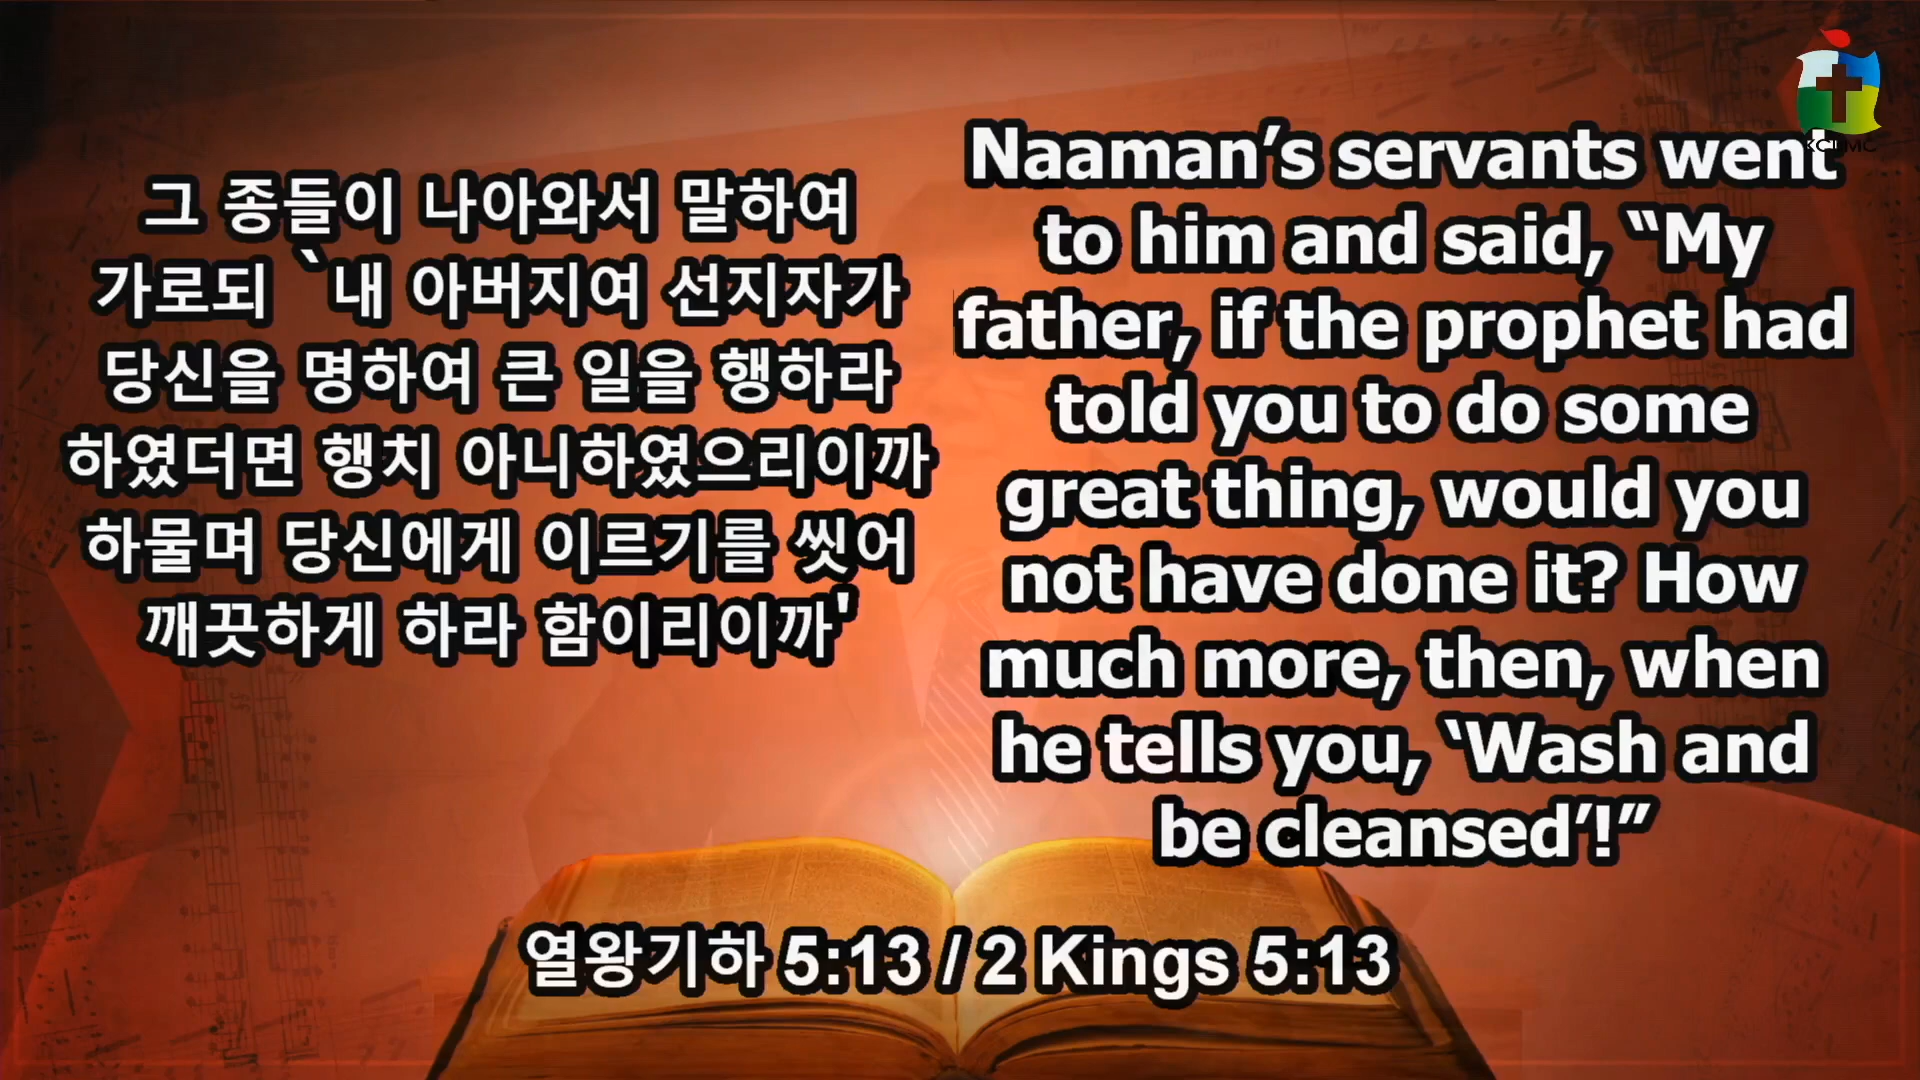 그 종들이 나아와서 말하여
가로되 `내 아버지여 선지자가
당신을 명하여 큰 일을 행하라
하였더면 행치 아니하였으리이까
하물며 당신에게 이르기를 씻어
깨끗하게 하라 함이리이까'
Naaman’s servants went
to him and said, “My
father, if the prophet had
told you to do some
great thing, would you
not have done it? How
much more, then, when
he tells you, ‘Wash and
be cleansed’!”
열왕기하 5:13 / 2 Kings 5:13